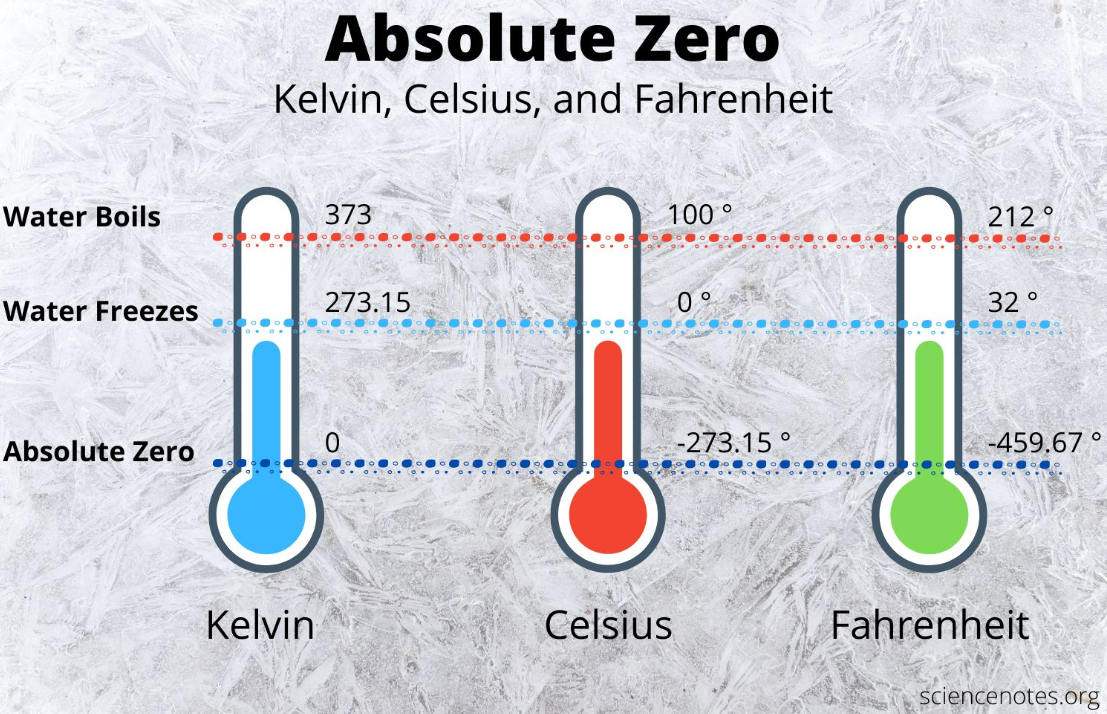 Absolute Zero
Kelvin, Celsius, and Fahrenheit
Water Boils 373 100 ° 212 °
Water Freezes 273.15 0 ° 32 °
Absolute Zero 0 -273.15 ° -459.67 °
Kelvin Celsius Fahrenheit
sciencenotes.org